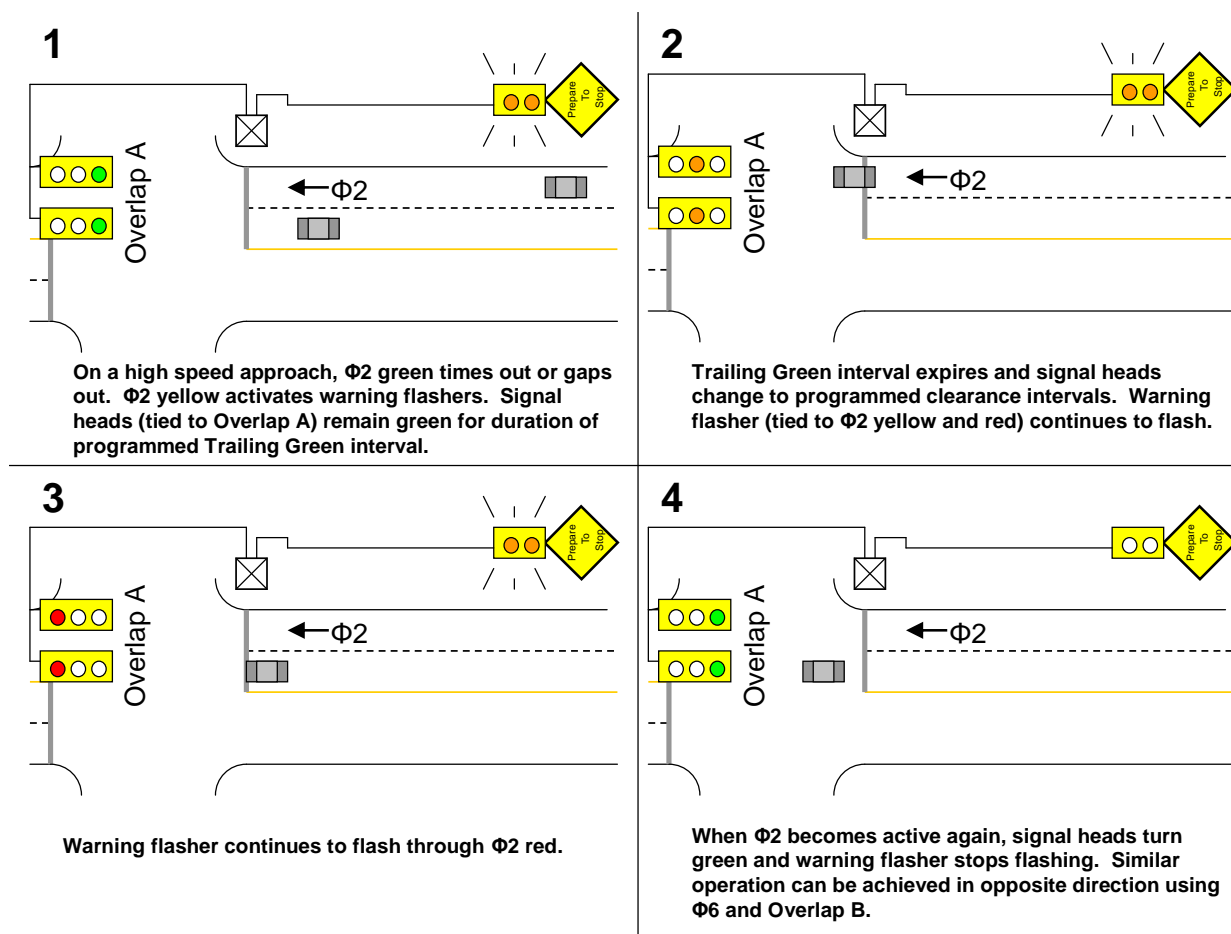 1
Prepare
To
Stop
Overlap A
Φ2
On a high speed approach, Φ2 green times out or gaps
out. Φ2 yellow activates warning flashers. Signal
heads (tied to Overlap A) remain green for duration of
programmed Trailing Green interval.
2
Prepare
To
Stop
Overlap A
Φ2
Trailing Green interval expires and signal heads
change to programmed clearance intervals. Warning
flasher (tied to Φ2 yellow and red) continues to flash.
3
Prepare
To
Stop
Overlap A
Φ2
Warning flasher continues to flash through Φ2 red.
4
Prepare
To
Stop
Overlap A
Φ2
When Φ2 becomes active again, signal heads turn
green and warning flasher stops flashing. Similar
operation can be achieved in opposite direction using
Φ6 and Overlap B.